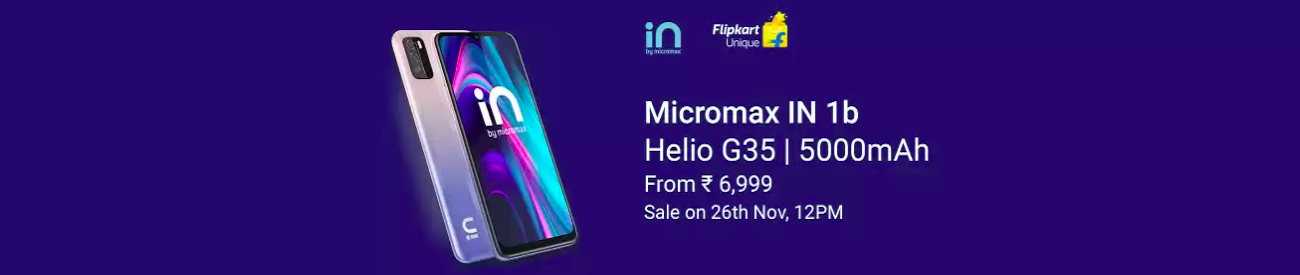 in
by micromax
in
by micromax
Flipkart
Unique
Micromax IN 1b
Helio G35 | 5000mAh
From ₹ 6,999
Sale on 26th Nov, 12PM